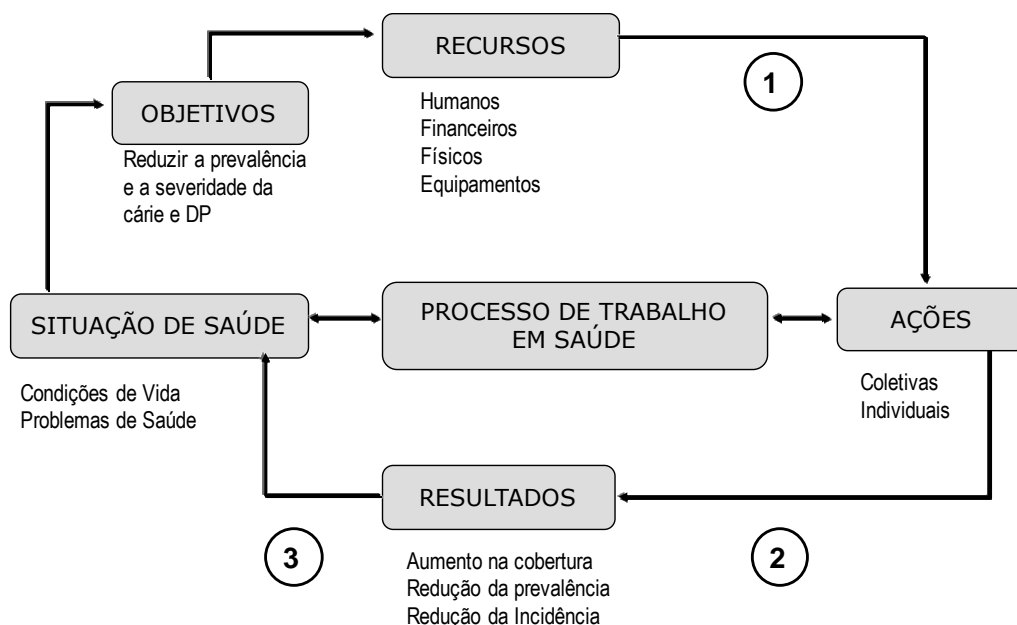 RECURSOS
1
Humanos
Financeiros
Físicos
Equipamentos
OBJETIVOS
Reduzir a prevalência
e a severidade da
cárie e DP
SITUAÇÃO DE SAÚDE
Condições de Vida
Problemas de Saúde
PROCESSO DE TRABALHO
EM SAÚDE
AÇÕES
Coletivas
Individuais
RESULTADOS
3
2
Aumento na cobertura
Redução da prevalência
Redução da Incidência